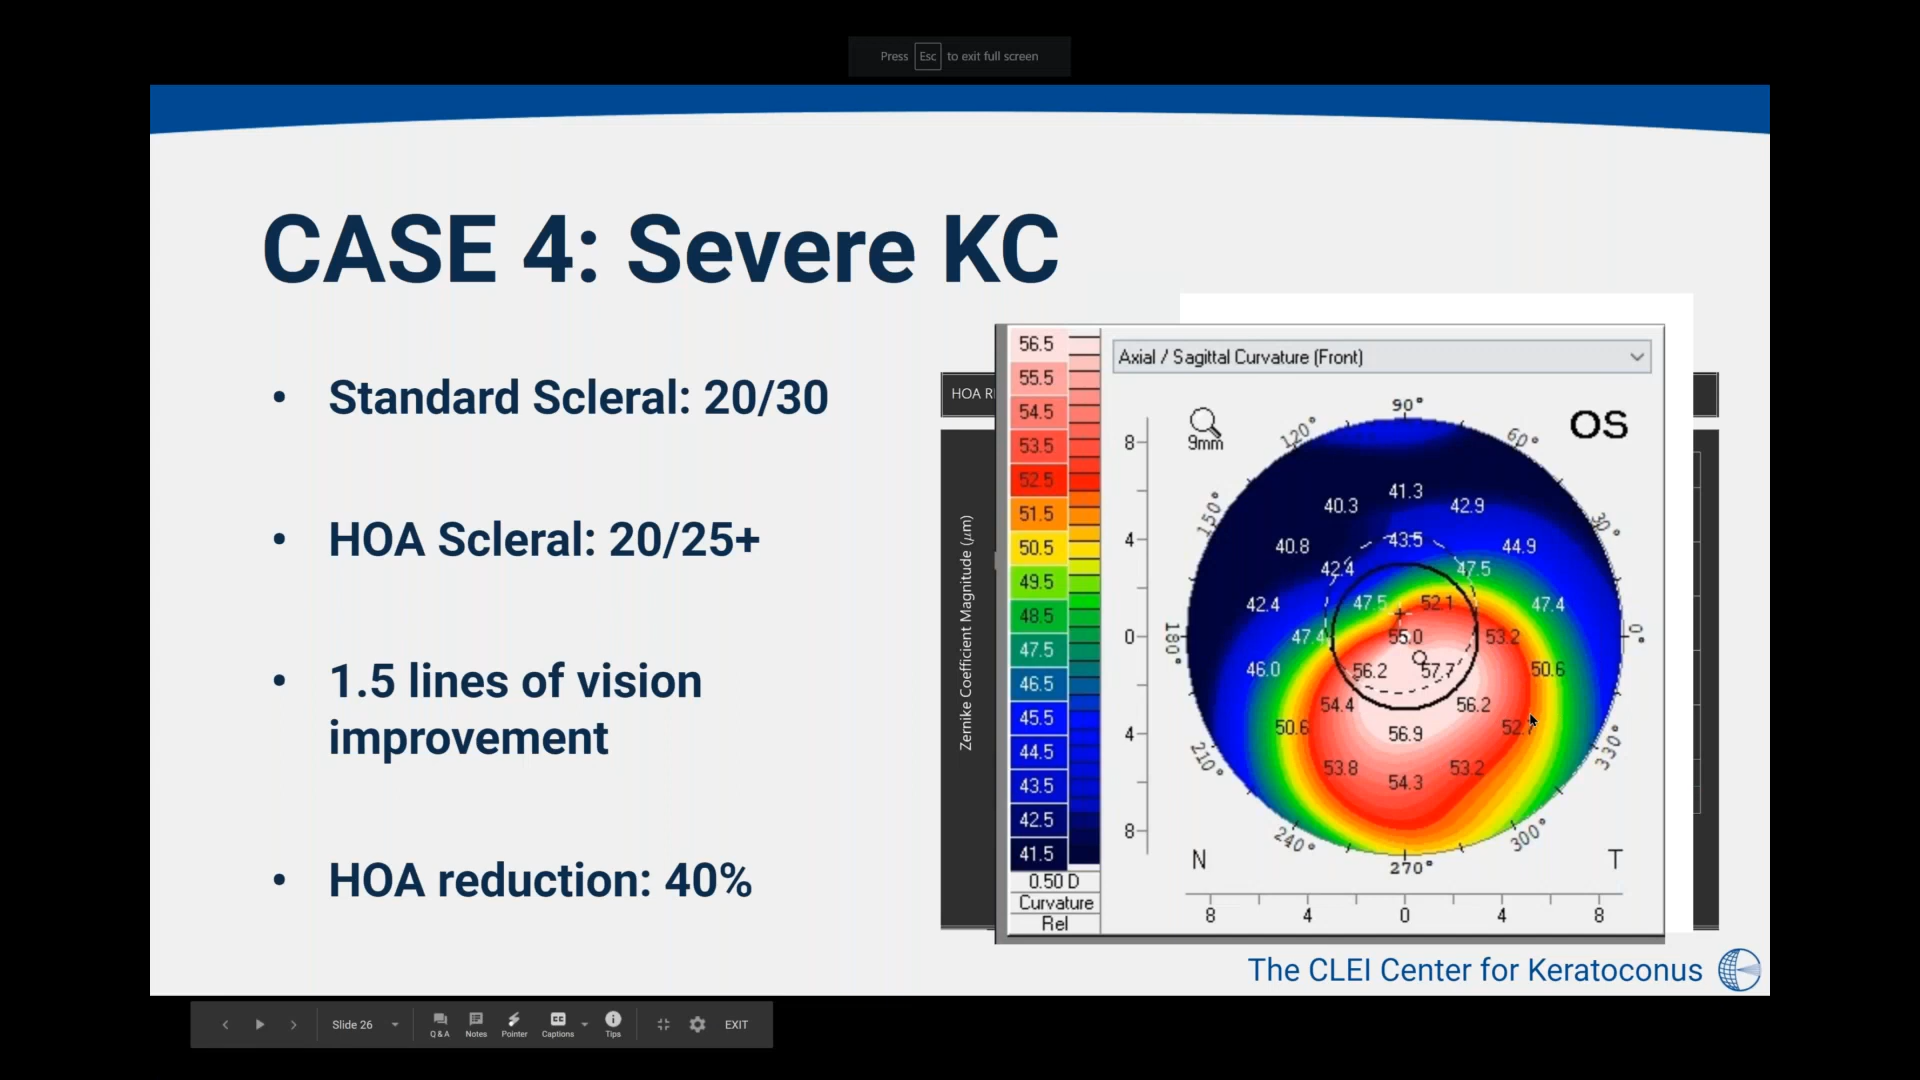 Press Esc to exit full screen
CASE 4: Severe KC
• Standard Scleral: 20/30
• HOA Scleral: 20/25+
• 1.5 lines of vision
improvement
• HOA reduction: 40%
HOA R
Zernike Coefficient Magnitude (μm)
56.5
55.5
54.5
53.5
52.5
51.5
50.5
49.5
48.5
47.5
46.5
45.5
44.5
43.5
42.5
41.5
0.50 D
Curvature
Rel
Axial / Sagittal Curvature (Front)
9mm
OS
90°
120° 60°
150° 30°
180° 0°
210° 330°
240° 300°
270°
8
4
0
4
8
41.3
40.3 42.9
40.8 43.5 44.9
42.4 47.5
42.4 47.5 52.1 47.4
47.4 55.0 53.2
46.0 56.2 57.7 50.6
54.4 56.2
50.6 56.9 52.7
53.8 53.2
54.3
N T
8 4 0 4 8
The CLEI Center for Keratoconus
Slide 26
Q & A Notes Pointer Captions Tips EXIT
CC